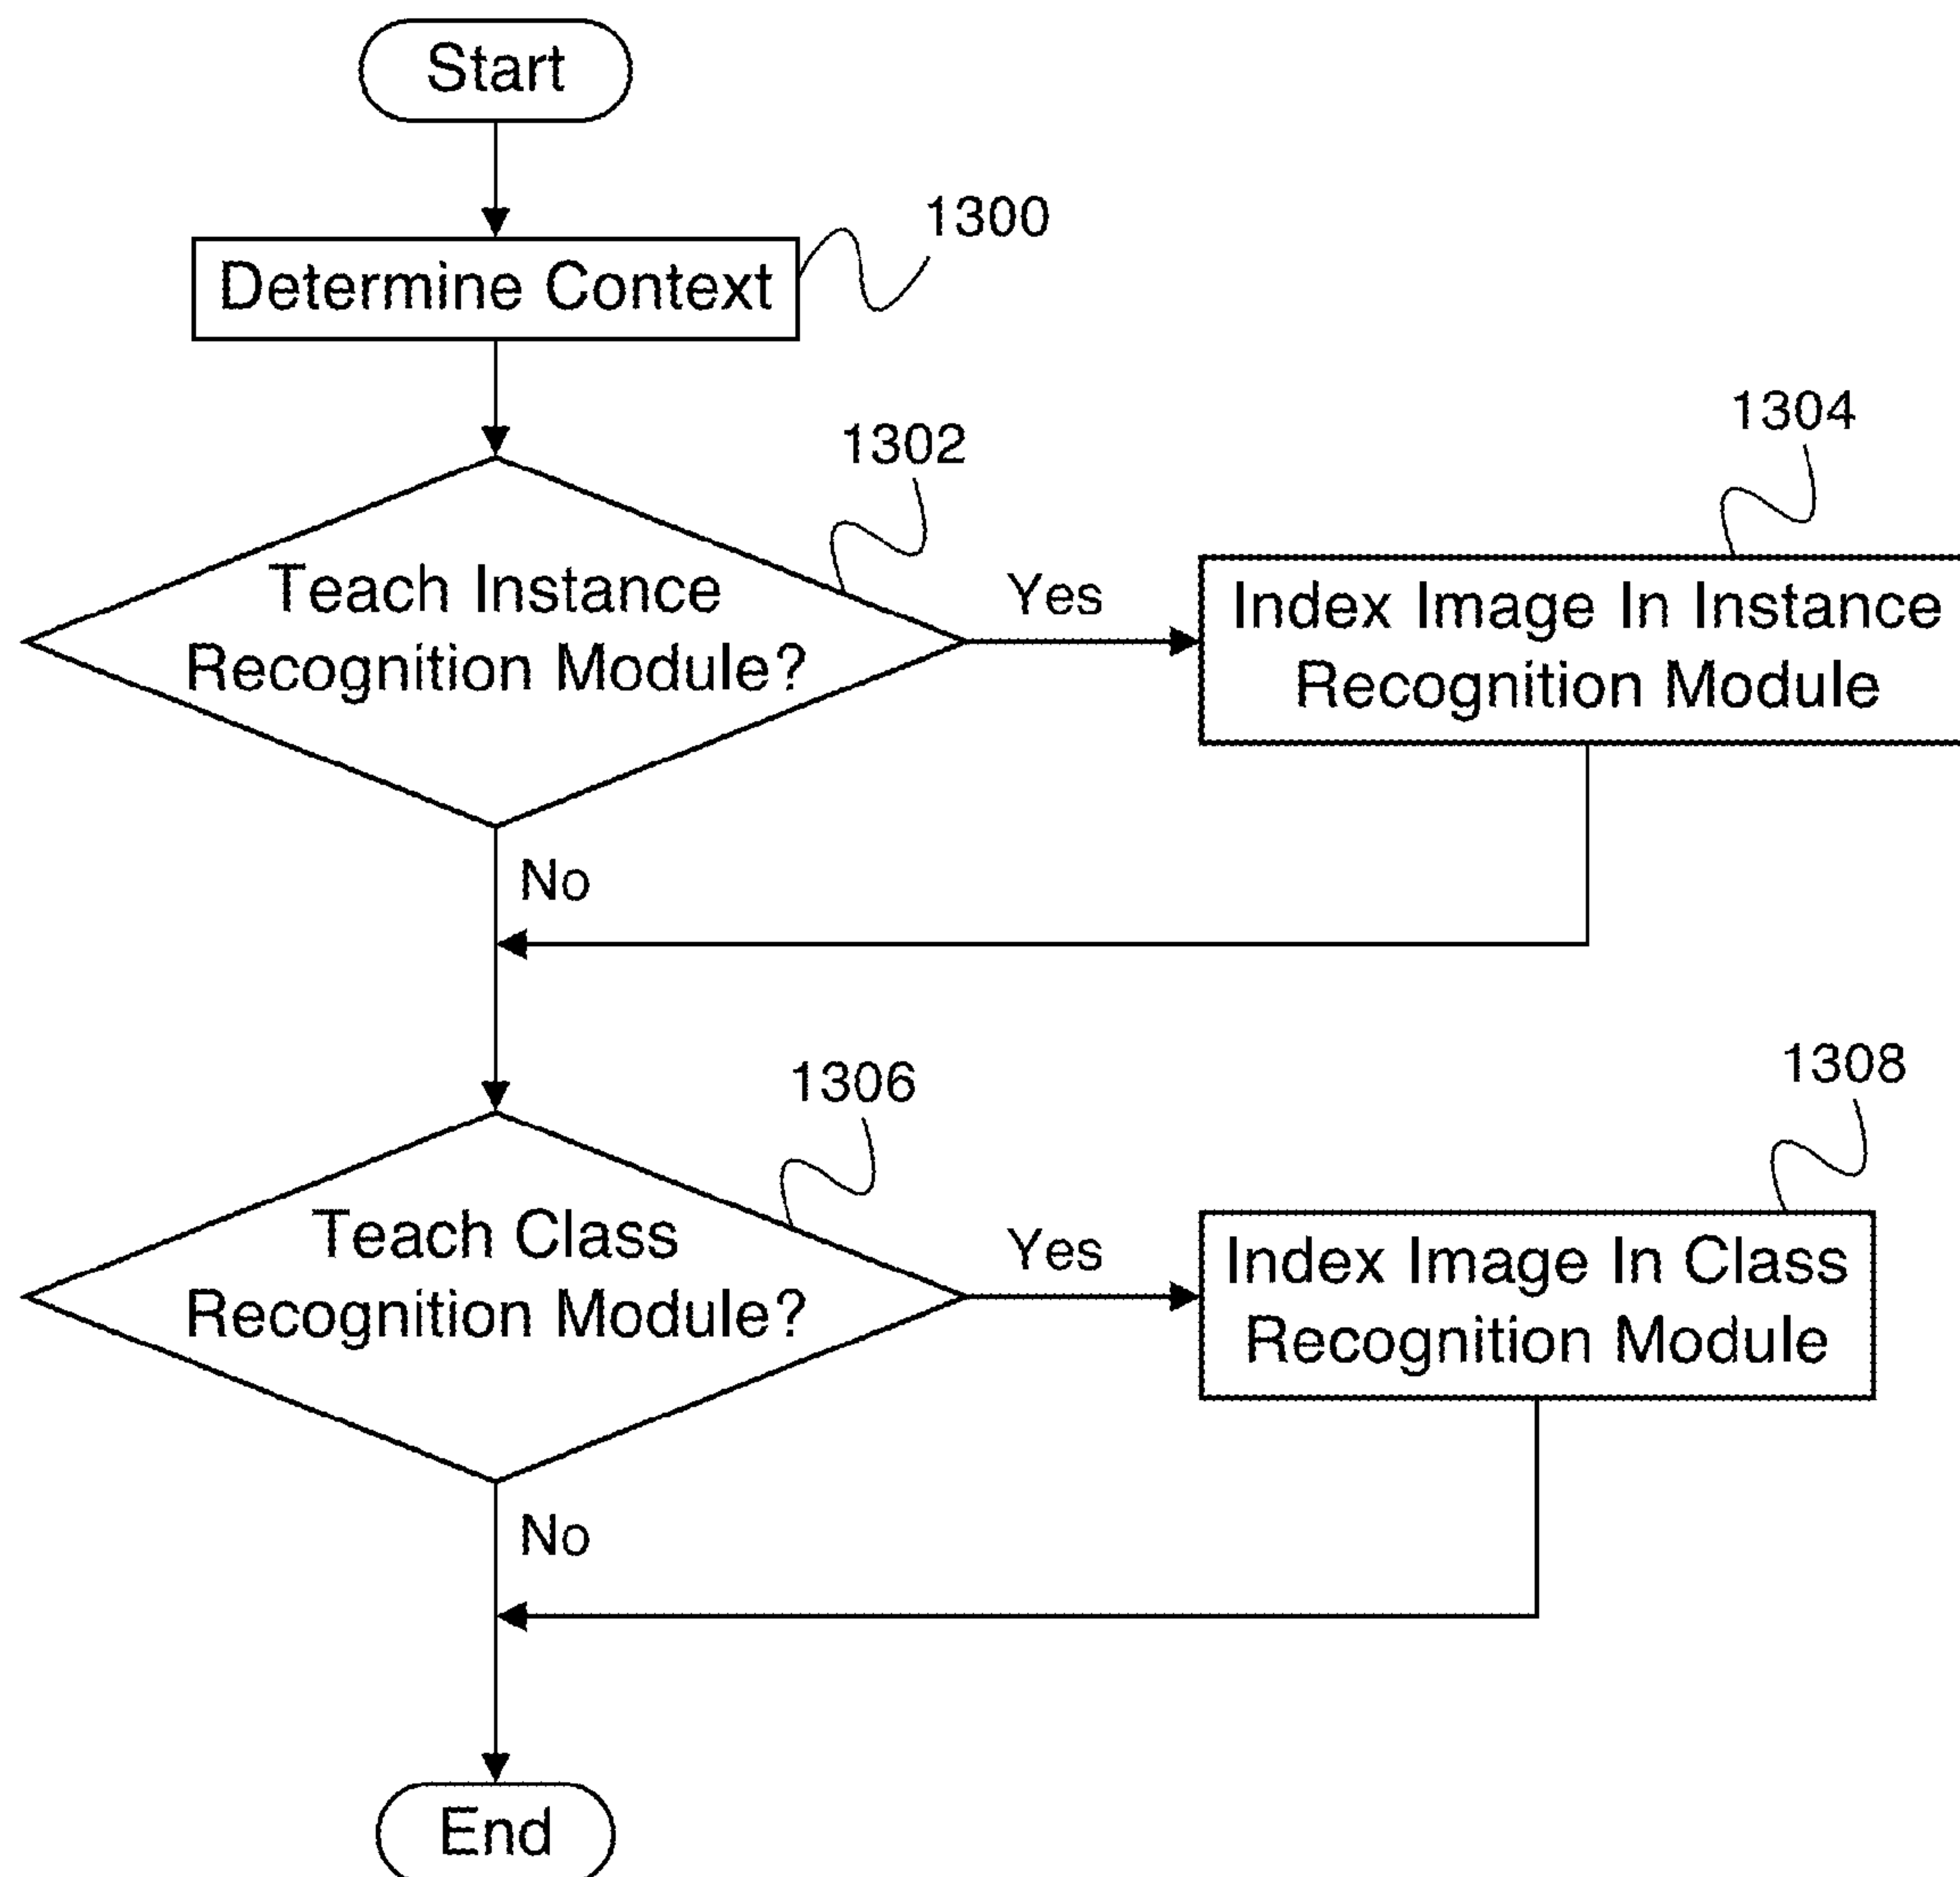 Start
1300
Determine Context
1302
1304
Teach Instance
Recognition Module?
Yes
Index Image In Instance
Recognition Module
No
1306
1308
Teach Class
Recognition Module?
Yes
Index Image In Class
Recognition Module
No
End